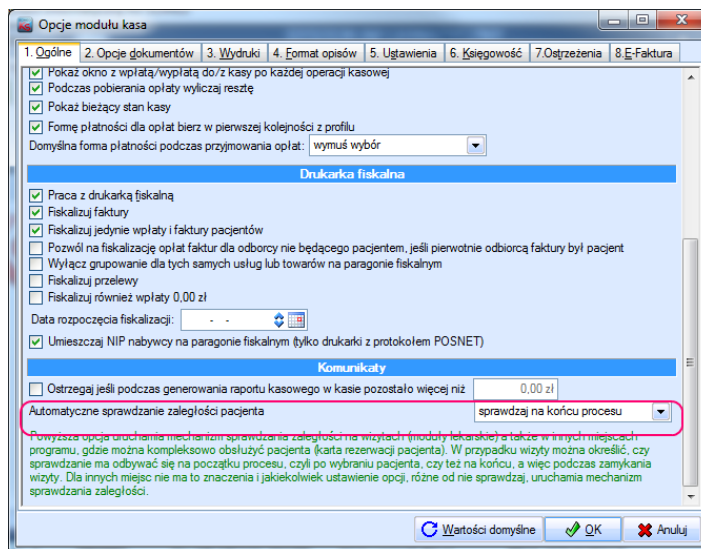 Opcje modułu kasa
1. Ogólne 2. Opcje dokumentów 3. Wydruki 4. Format opisów 5. Ustawienia 6. Księgowość 7.Ostrzeżenia 8.E-Faktura
Pokaż okno z wpłatą/wypłatą do/z kasy po każdej operacji kasowej
Podczas pobierania opłaty wyliczaj resztę
Pokaż bieżący stan kasy
Formę płatności dla opłat bierz w pierwszej kolejności z profilu
Domyślna forma płatności podczas przyjmowania opłat: wymuś wybór
Drukarka fiskalna
Praca z drukarką fiskalną
Fiskalizuj faktury
Fiskalizuj jedynie wpłaty i faktury pacjentów
Pozwól na fiskalizację opłat faktur dla odborcy nie będącego pacjentem, jeśli pierwotnie odbiorcą faktury był pacjent
Wyłącz grupowanie dla tych samych usług lub towarów na paragonie fiskalnym
Fiskalizuj przelewy
Fiskalizuj również wpłaty 0,00 zł
Data rozpoczęcia fiskalizacji: - -
Umieszczaj NIP nabywcy na paragonie fiskalnym (tylko drukarki z protokołem POSNET)
Komunikaty
Ostrzegaj jeśli podczas generowania raportu kasowego w kasie pozostało więcej niż 0,00 zł
Automatyczne sprawdzanie zaległości pacjenta sprawdzaj na końcu procesu
Powyższa opcja uruchamia mechanizm sprawdzania zaległości na wizytach (moduły lekarskie) a także w innych miejscach
programu, gdzie można kompleksowo obsłużyć pacjenta (karta rezerwacji pacjenta). W przypadku wizyty można określić, czy
sprawdzanie ma odbywać się na początku procesu, czyli po wybraniu pacjenta, czy też na końcu, a więc podczas zamykania
wizyty. Dla innych miejsc nie ma to znaczenia i jakiekolwiek ustawienie opcji, różne od nie sprawdzaj, uruchamia mechanizm
sprawdzania zaległości.
Wartości domyślne OK Anuluj